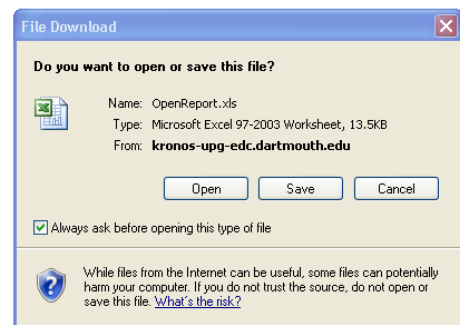 File Download
Do you want to open or save this file?
Name: OpenReport.xls
Type: Microsoft Excel 97-2003 Worksheet, 13.5KB
From: kronos-upg-edc.dartmouth.edu
Open Save Cancel
Always ask before opening this type of file
While files from the Internet can be useful, some files can potentially
harm your computer. If you do not trust the source, do not open or
save this file. What's the risk?